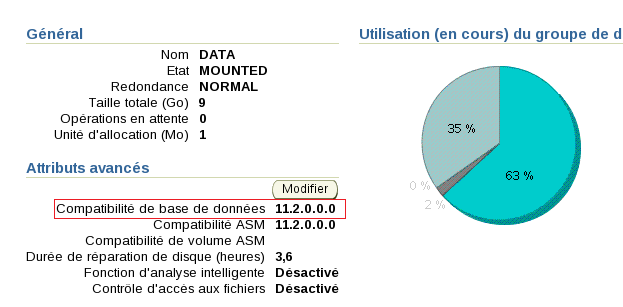 Général
Nom DATA
Etat MOUNTED
Redondance NORMAL
Taille totale (Go) 9
Opérations en attente 0
Unité d'allocation (Mo) 1
Attributs avancés
Modifier
Compatibilité de base de données 11.2.0.0.0
Compatibilité ASM 11.2.0.0.0
Compatibilité de volume ASM
Durée de réparation de disque (heures) 3,6
Fonction d'analyse intelligente Désactivé
Contrôle d'accès aux fichiers Désactivé
Utilisation (en cours) du groupe de d
35 %
63 %
0 %
2 %